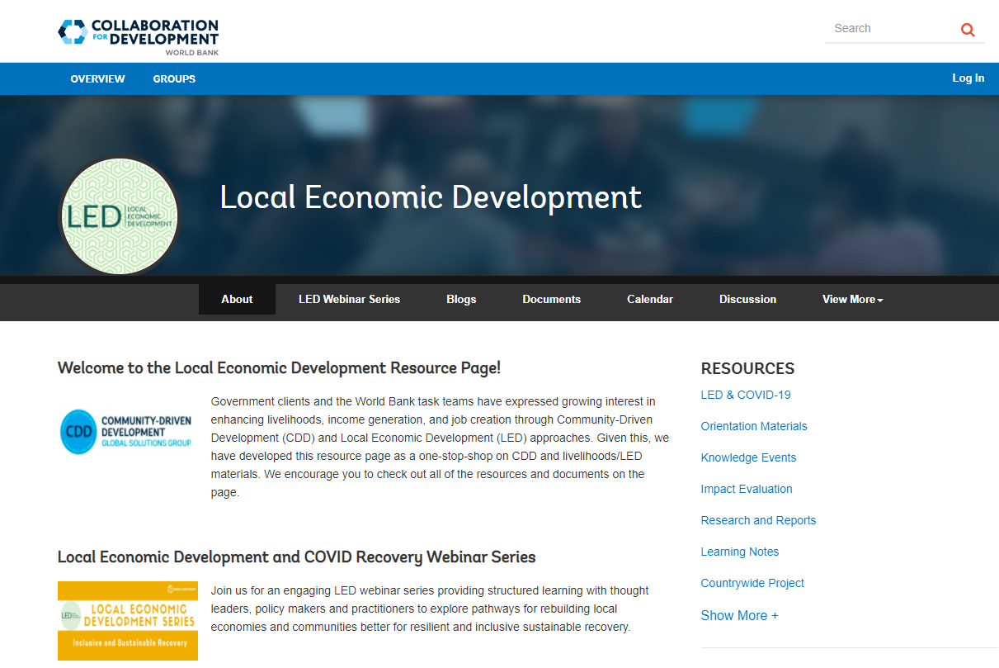 COLLABORATION
FOR DEVELOPMENT
WORLD BANK
Search
OVERVIEW GROUPS Log In
LED LOCAL
ECONOMIC
DEVELOPMENT
Local Economic Development
About LED Webinar Series Blogs Documents Calendar Discussion View More
Welcome to the Local Economic Development Resource Page!
CDD COMMUNITY-DRIVEN
DEVELOPMENT
GLOBAL SOLUTIONS GROUP
Government clients and the World Bank task teams have expressed growing interest in
enhancing livelihoods, income generation, and job creation through Community-Driven
Development (CDD) and Local Economic Development (LED) approaches. Given this, we
have developed this resource page as a one-stop-shop on CDD and livelihoods/LED
materials. We encourage you to check out all of the resources and documents on the
page.
Local Economic Development and COVID Recovery Webinar Series
LED
LOCAL ECONOMIC
DEVELOPMENT SERIES
Inclusive and Sustainable Recovery
Join us for an engaging LED webinar series providing structured learning with thought
leaders, policy makers and practitioners to explore pathways for rebuilding local
economies and communities better for resilient and inclusive sustainable recovery.
RESOURCES
LED & COVID-19
Orientation Materials
Knowledge Events
Impact Evaluation
Research and Reports
Learning Notes
Countrywide Project
Show More +